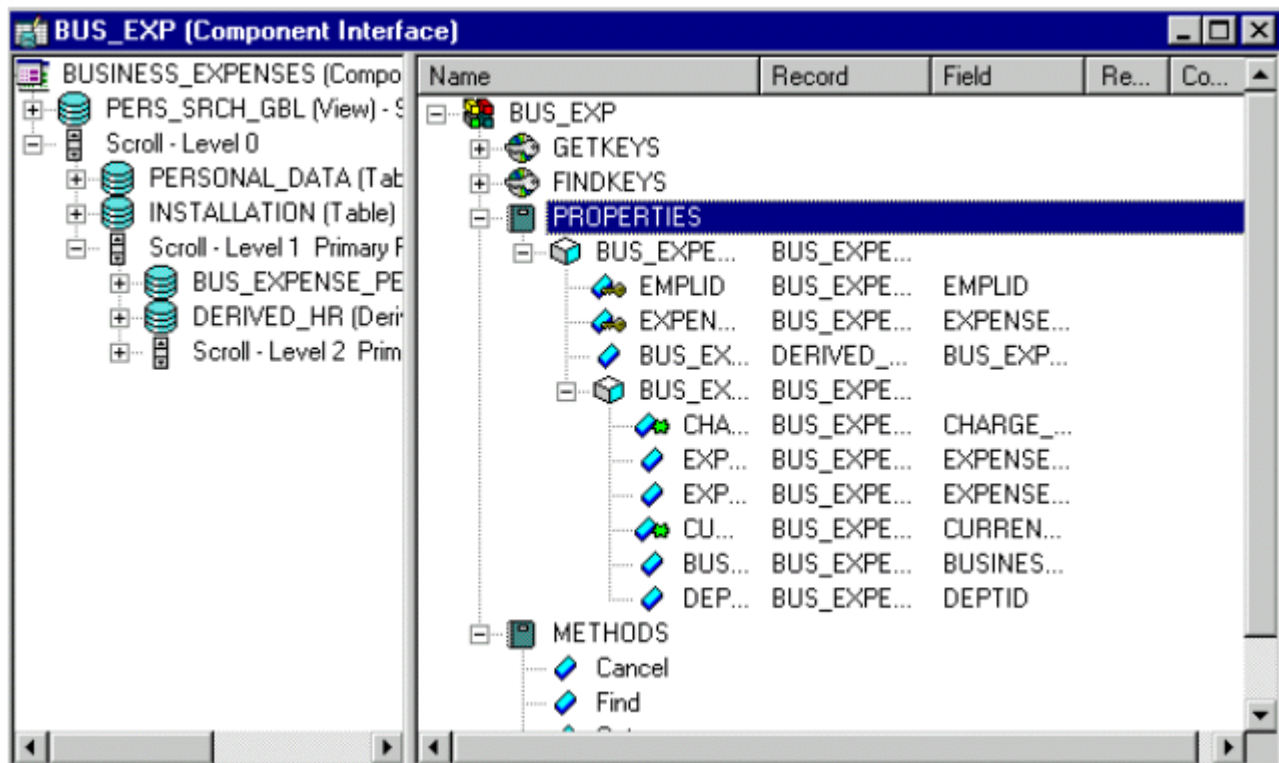 BUS_EXP (Component Interface)
BUSINESS_EXPENSES (Compo
PERS_SRCH_GBL (View) - S
Scroll - Level 0
PERSONAL_DATA (Tab
INSTALLATION (Table)
Scroll - Level 1 Primary R
BUS_EXPENSE_PE
DERIVED_HR (Deri
Scroll - Level 2 Prim
Name Record Field Re... Co...
BUS_EXP
GETKEYS
FINDKEYS
PROPERTIES
BUS_EXPE... BUS_EXPE...
EMPLID BUS_EXPE... EMPLID
EXPEN... BUS_EXPE... EXPENSE...
BUS_EX... DERIVED_... BUS_EXP...
BUS_EX... BUS_EXPE...
CHA... BUS_EXPE... CHARGE_...
EXP... BUS_EXPE... EXPENSE...
EXP... BUS_EXPE... EXPENSE...
CU... BUS_EXPE... CURREN...
BUS... BUS_EXPE... BUSINES...
DEP... BUS_EXPE... DEPTID
METHODS
Cancel
Find